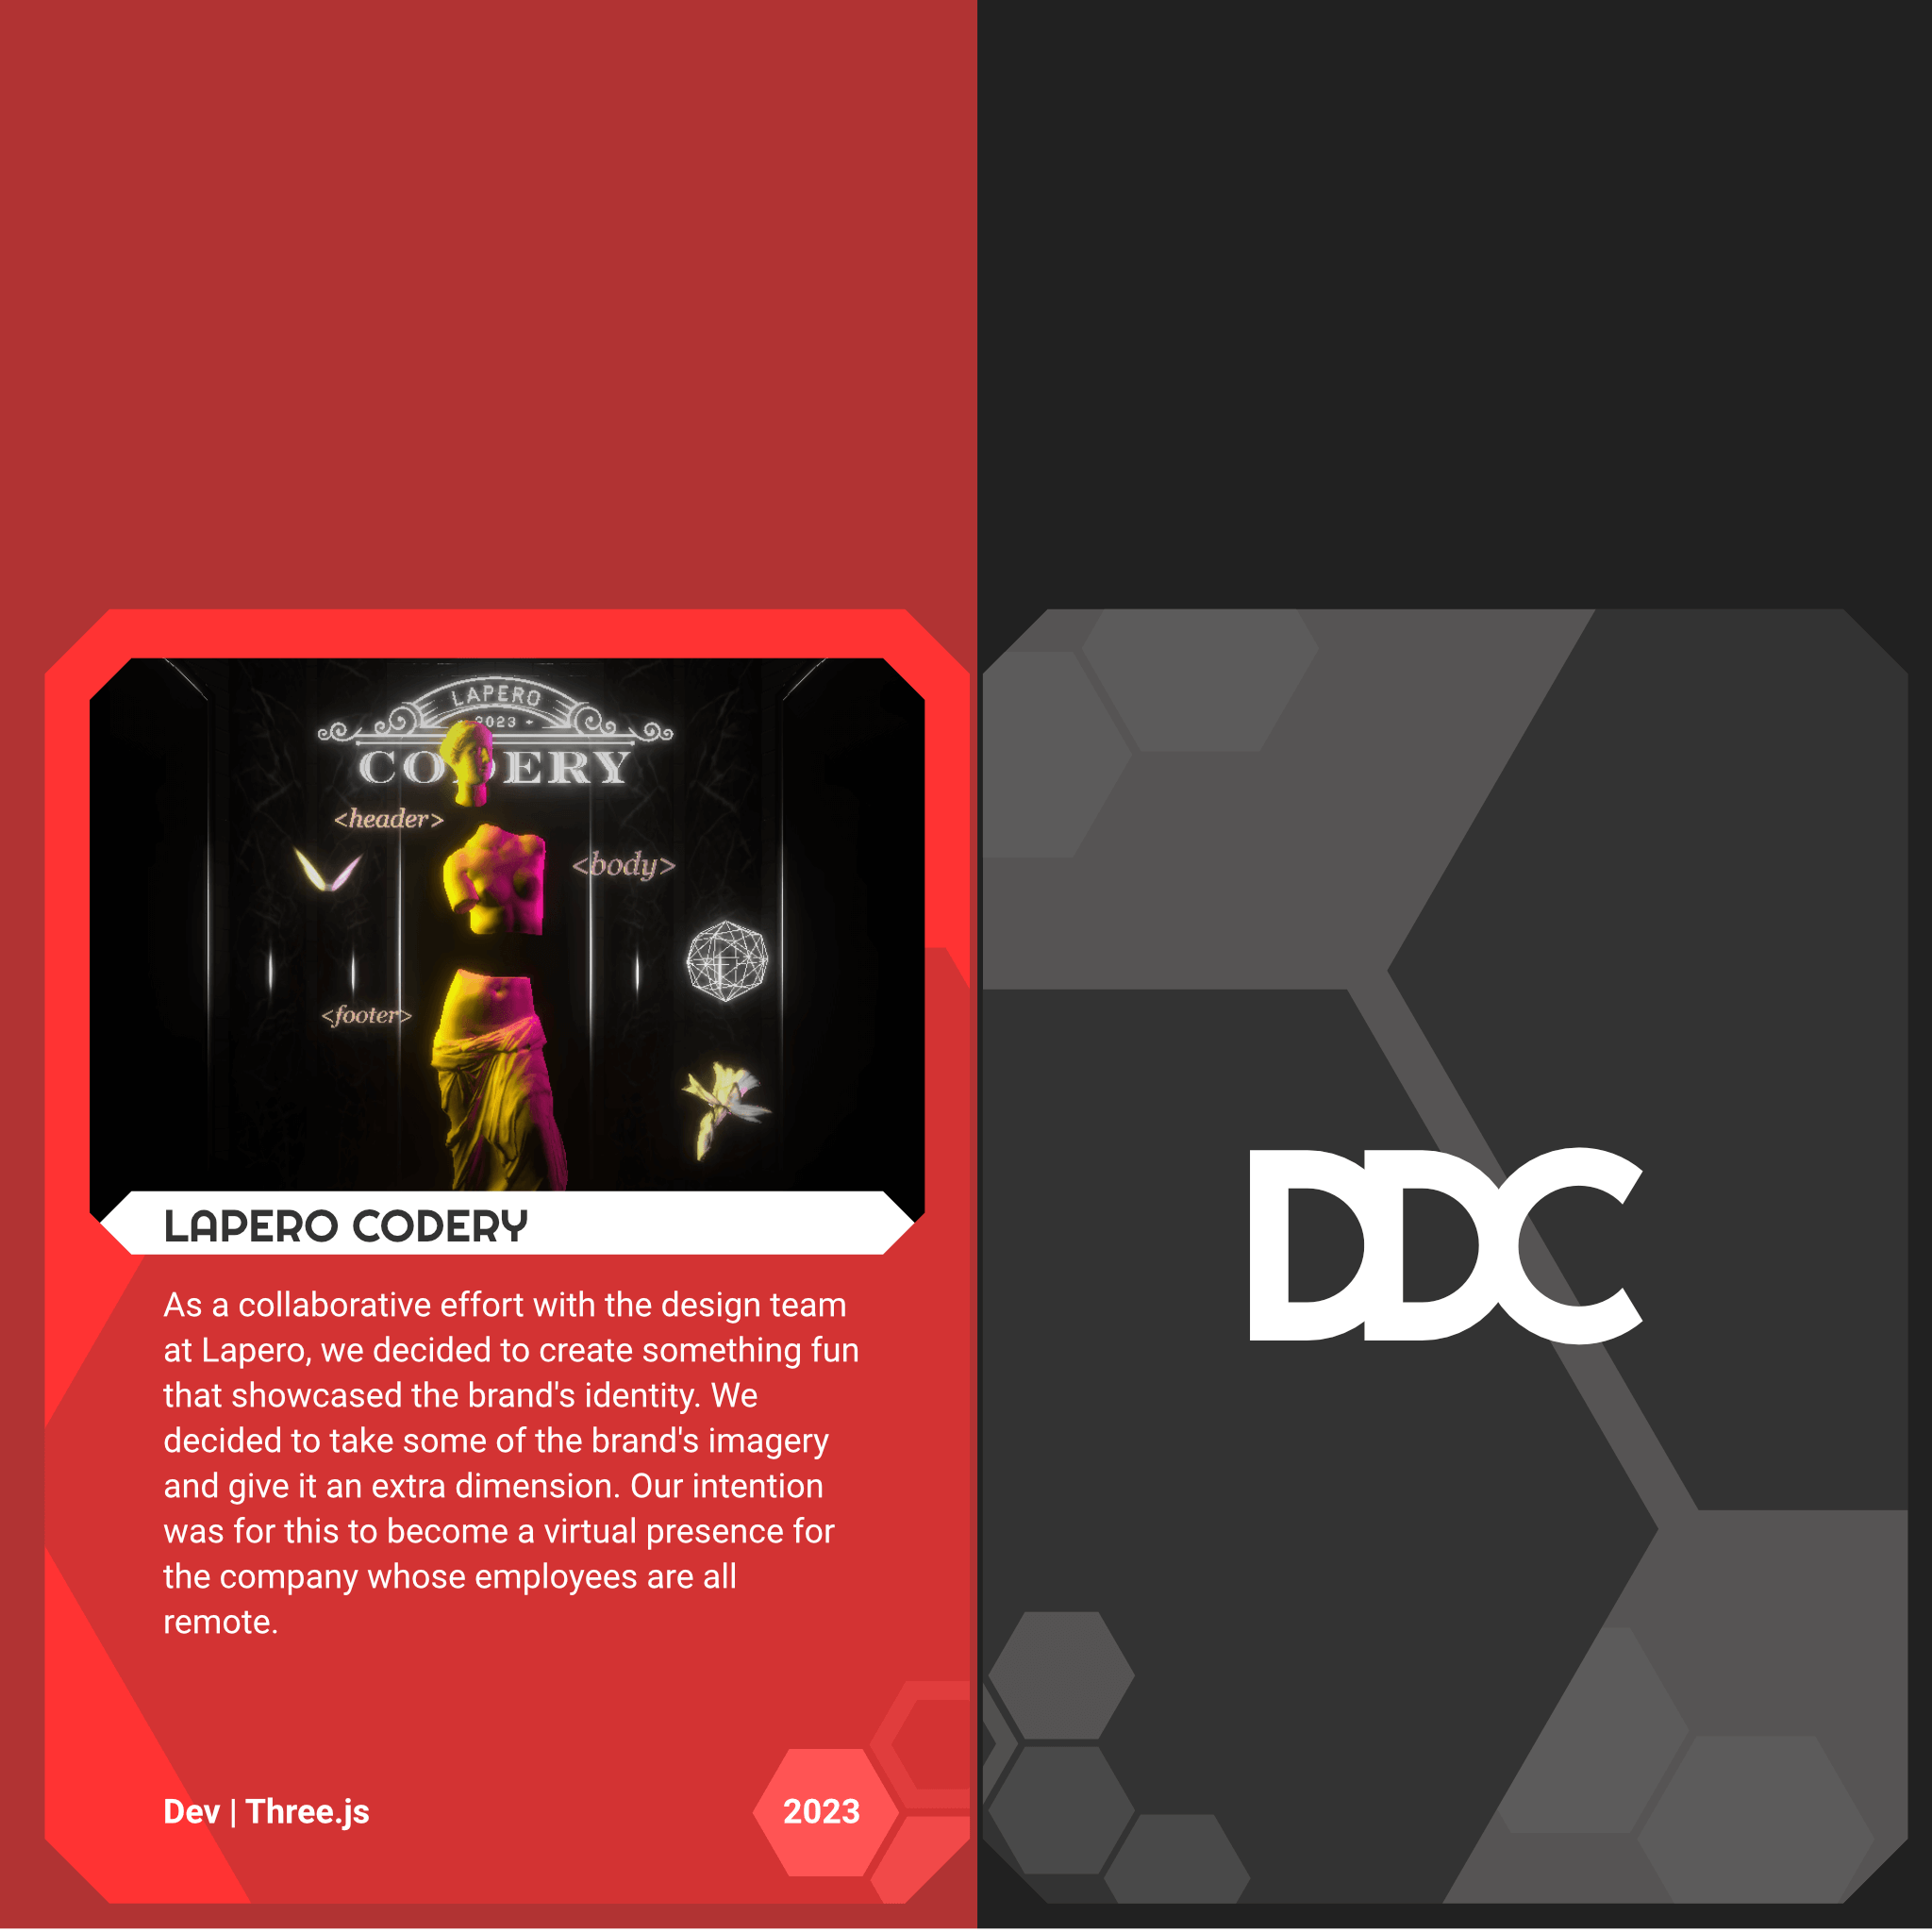 LAPERO
2023
CODERY
<header>
<body>
<footer>
LAPERO CODERY
As a collaborative effort with the design team
at Lapero, we decided to create something fun
that showcased the brand's identity. We
decided to take some of the brand's imagery
and give it an extra dimension. Our intention
was for this to become a virtual presence for
the company whose employees are all
remote.
Dev | Three.js
2023
DDC